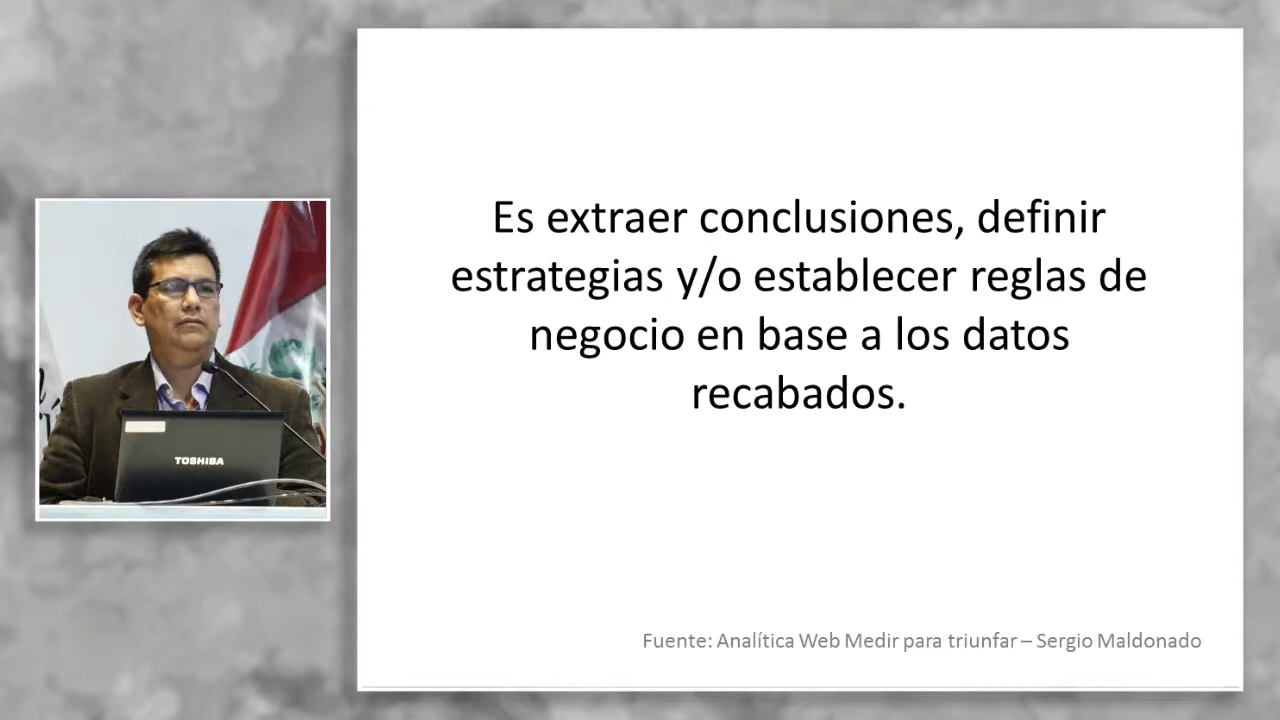 Es extraer conclusiones, definir
estrategias y/o establecer reglas de
negocio en base a los datos
recabados.
Fuente: Analítica Web Medir para triunfar – Sergio Maldonado
TOSHIBA